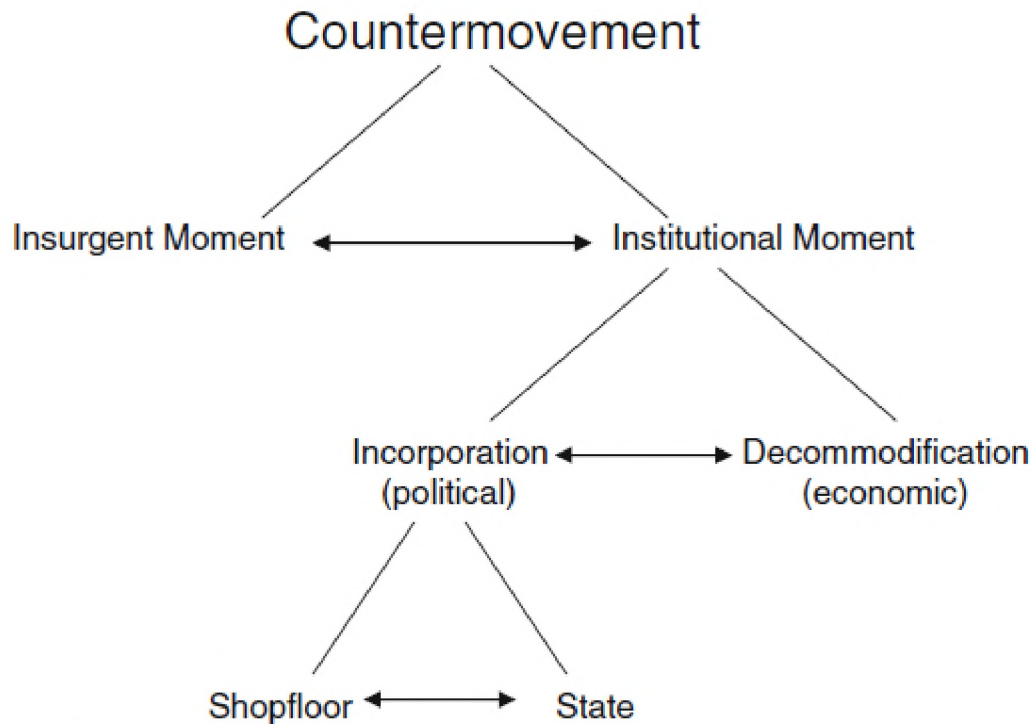 Countermovement
Insurgent Moment
Institutional Moment
Incorporation
(political)
Decommodification
(economic)
Shopfloor
State